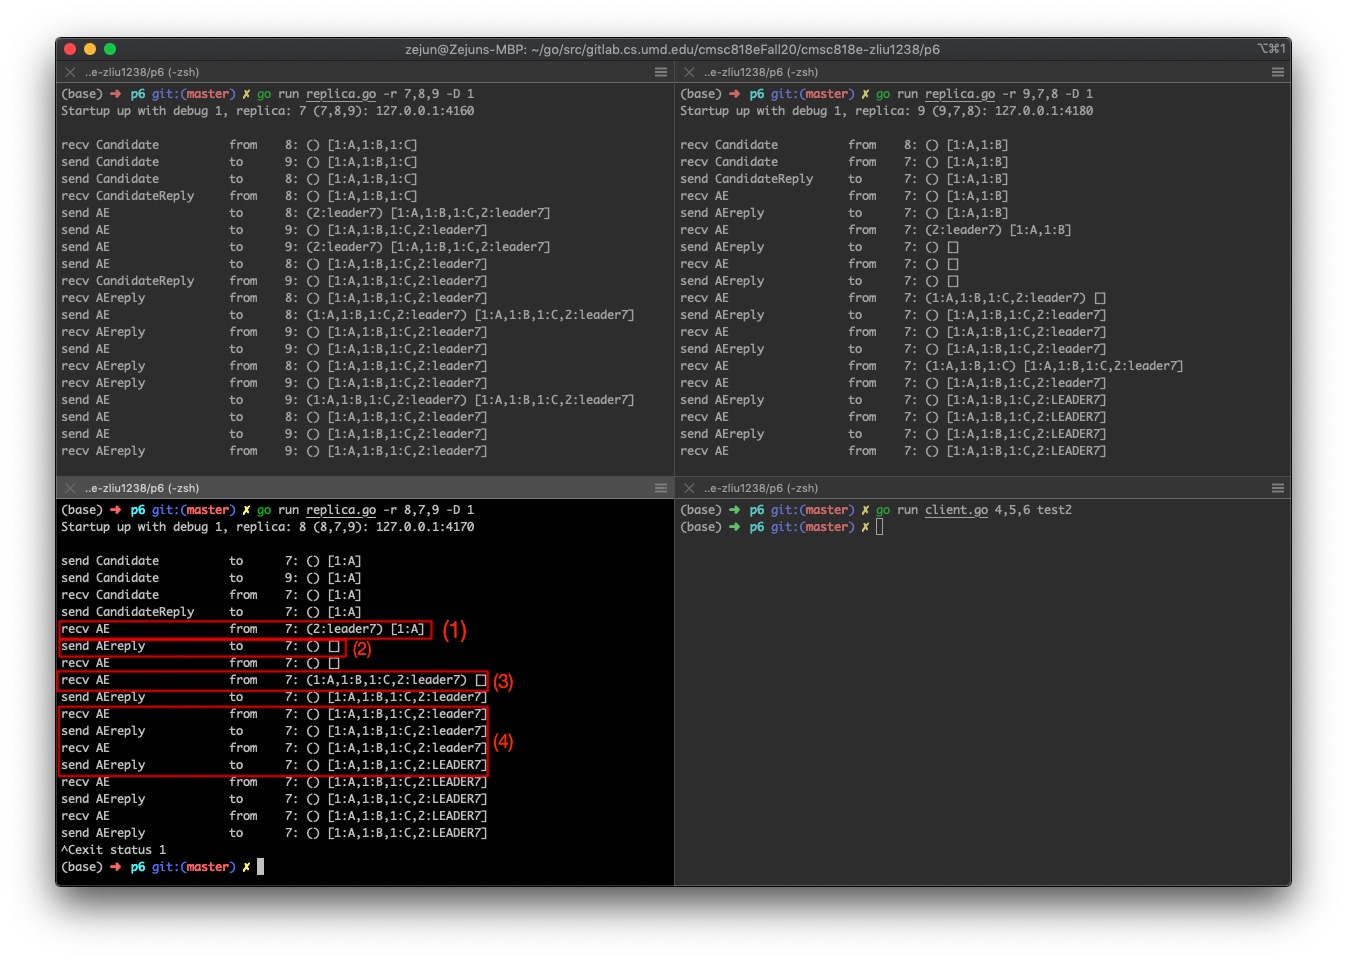 zejun@Zejuns-MBP: ~/go/src/gitlab.cs.umd.edu/cmsc818eFall20/cmsc818e-zliu1238/p6
⌥⌘1
..e-zliu1238/p6 (-zsh)
(base) ➜ p6 git:(master) ✗ go run replica.go -r 7,8,9 -D 1
Startup up with debug 1, replica: 7 (7,8,9): 127.0.0.1:4160
recv Candidate from 8: () [1:A,1:B,1:C]
send Candidate to 9: () [1:A,1:B,1:C]
send Candidate to 8: () [1:A,1:B,1:C]
recv CandidateReply from 8: () [1:A,1:B,1:C]
send AE to 8: (2:leader7) [1:A,1:B,1:C,2:leader7]
send AE to 9: () [1:A,1:B,1:C,2:leader7]
send AE to 9: (2:leader7) [1:A,1:B,1:C,2:leader7]
send AE to 8: () [1:A,1:B,1:C,2:leader7]
recv CandidateReply from 9: () [1:A,1:B,1:C,2:leader7]
recv AEreply from 8: () [1:A,1:B,1:C,2:leader7]
send AE to 8: (1:A,1:B,1:C,2:leader7) [1:A,1:B,1:C,2:leader7]
recv AEreply from 9: () [1:A,1:B,1:C,2:leader7]
send AE to 9: () [1:A,1:B,1:C,2:leader7]
recv AEreply from 8: () [1:A,1:B,1:C,2:leader7]
recv AEreply from 9: () [1:A,1:B,1:C,2:leader7]
send AE to 9: (1:A,1:B,1:C,2:leader7) [1:A,1:B,1:C,2:leader7]
send AE to 8: () [1:A,1:B,1:C,2:leader7]
send AE to 9: () [1:A,1:B,1:C,2:leader7]
recv AEreply from 9: () [1:A,1:B,1:C,2:leader7]
..e-zliu1238/p6 (-zsh)
(base) ➜ p6 git:(master) ✗ go run replica.go -r 9,7,8 -D 1
Startup up with debug 1, replica: 9 (9,7,8): 127.0.0.1:4180
recv Candidate from 8: () [1:A,1:B]
recv Candidate from 7: () [1:A,1:B]
send CandidateReply to 7: () [1:A,1:B]
recv AE from 7: () [1:A,1:B]
send AEreply to 7: () [1:A,1:B]
recv AE from 7: (2:leader7) [1:A,1:B]
send AEreply to 7: () []
recv AE from 7: () []
send AEreply to 7: () []
recv AE from 7: (1:A,1:B,1:C,2:leader7) []
send AEreply to 7: () [1:A,1:B,1:C,2:leader7]
recv AE from 7: () [1:A,1:B,1:C,2:leader7]
send AEreply to 7: () [1:A,1:B,1:C,2:leader7]
recv AE from 7: (1:A,1:B,1:C) [1:A,1:B,1:C,2:leader7]
recv AE from 7: () [1:A,1:B,1:C,2:leader7]
send AEreply to 7: () [1:A,1:B,1:C,2:LEADER7]
recv AE from 7: () [1:A,1:B,1:C,2:LEADER7]
send AEreply to 7: () [1:A,1:B,1:C,2:LEADER7]
recv AE from 7: () [1:A,1:B,1:C,2:LEADER7]
..e-zliu1238/p6 (-zsh)
(base) ➜ p6 git:(master) ✗ go run replica.go -r 8,7,9 -D 1
Startup up with debug 1, replica: 8 (8,7,9): 127.0.0.1:4170
send Candidate to 7: () [1:A]
send Candidate to 9: () [1:A]
recv Candidate from 7: () [1:A]
send CandidateReply to 7: () [1:A]
recv AE from 7: (2:leader7) [1:A] (1)
send AEreply to 7: () [] (2)
recv AE from 7: () []
recv AE from 7: (1:A,1:B,1:C,2:leader7) [] (3)
send AEreply to 7: () [1:A,1:B,1:C,2:leader7]
recv AE from 7: () [1:A,1:B,1:C,2:leader7]
send AEreply to 7: () [1:A,1:B,1:C,2:leader7]
(4)
recv AE from 7: () [1:A,1:B,1:C,2:leader7]
send AEreply to 7: () [1:A,1:B,1:C,2:LEADER7]
recv AE from 7: () [1:A,1:B,1:C,2:LEADER7]
send AEreply to 7: () [1:A,1:B,1:C,2:LEADER7]
recv AE from 7: () [1:A,1:B,1:C,2:LEADER7]
send AEreply to 7: () [1:A,1:B,1:C,2:LEADER7]
^Cexit status 1
(base) ➜ p6 git:(master) ✗
..e-zliu1238/p6 (-zsh)
(base) ➜ p6 git:(master) ✗ go run client.go 4,5,6 test2
(base) ➜ p6 git:(master) ✗